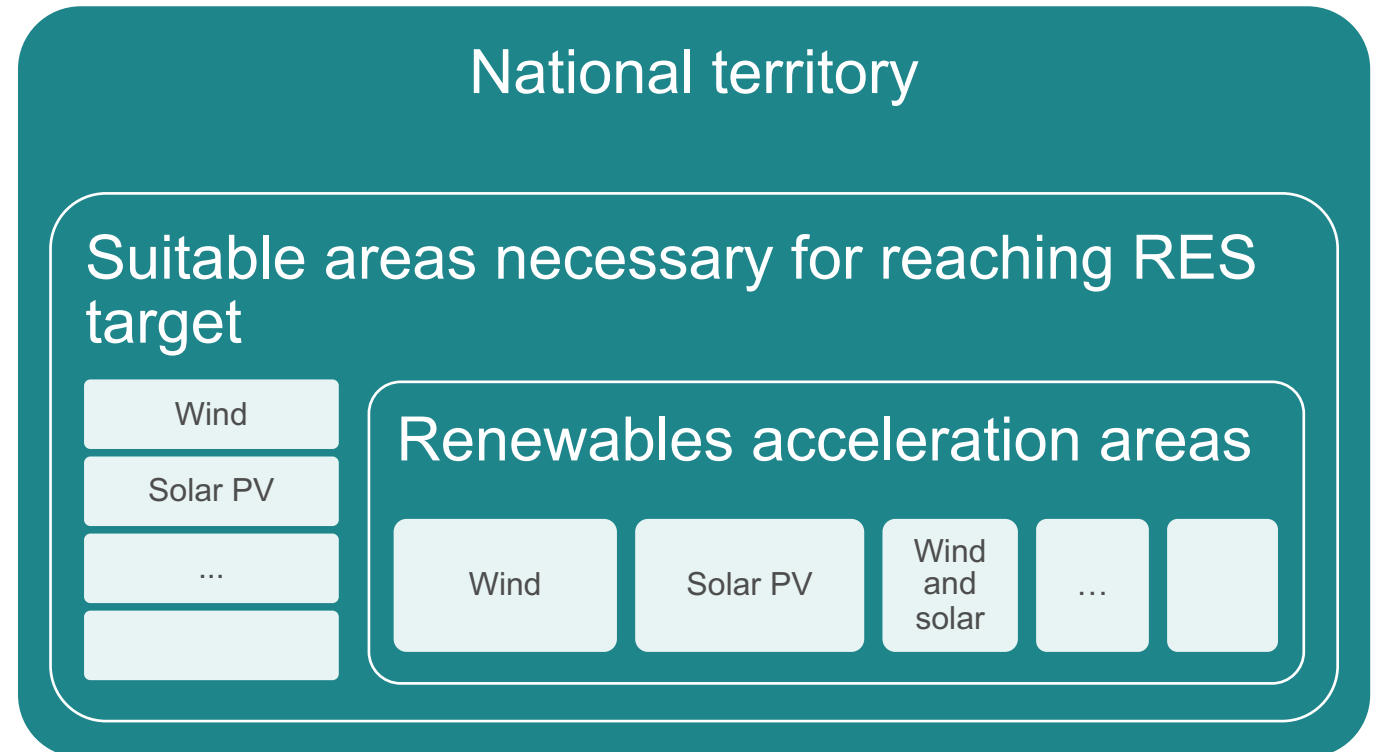 National territory
Suitable areas necessary for reaching RES
target
Wind
Solar PV
...
Renewables acceleration areas
Wind
Solar PV
Wind
and
solar
…